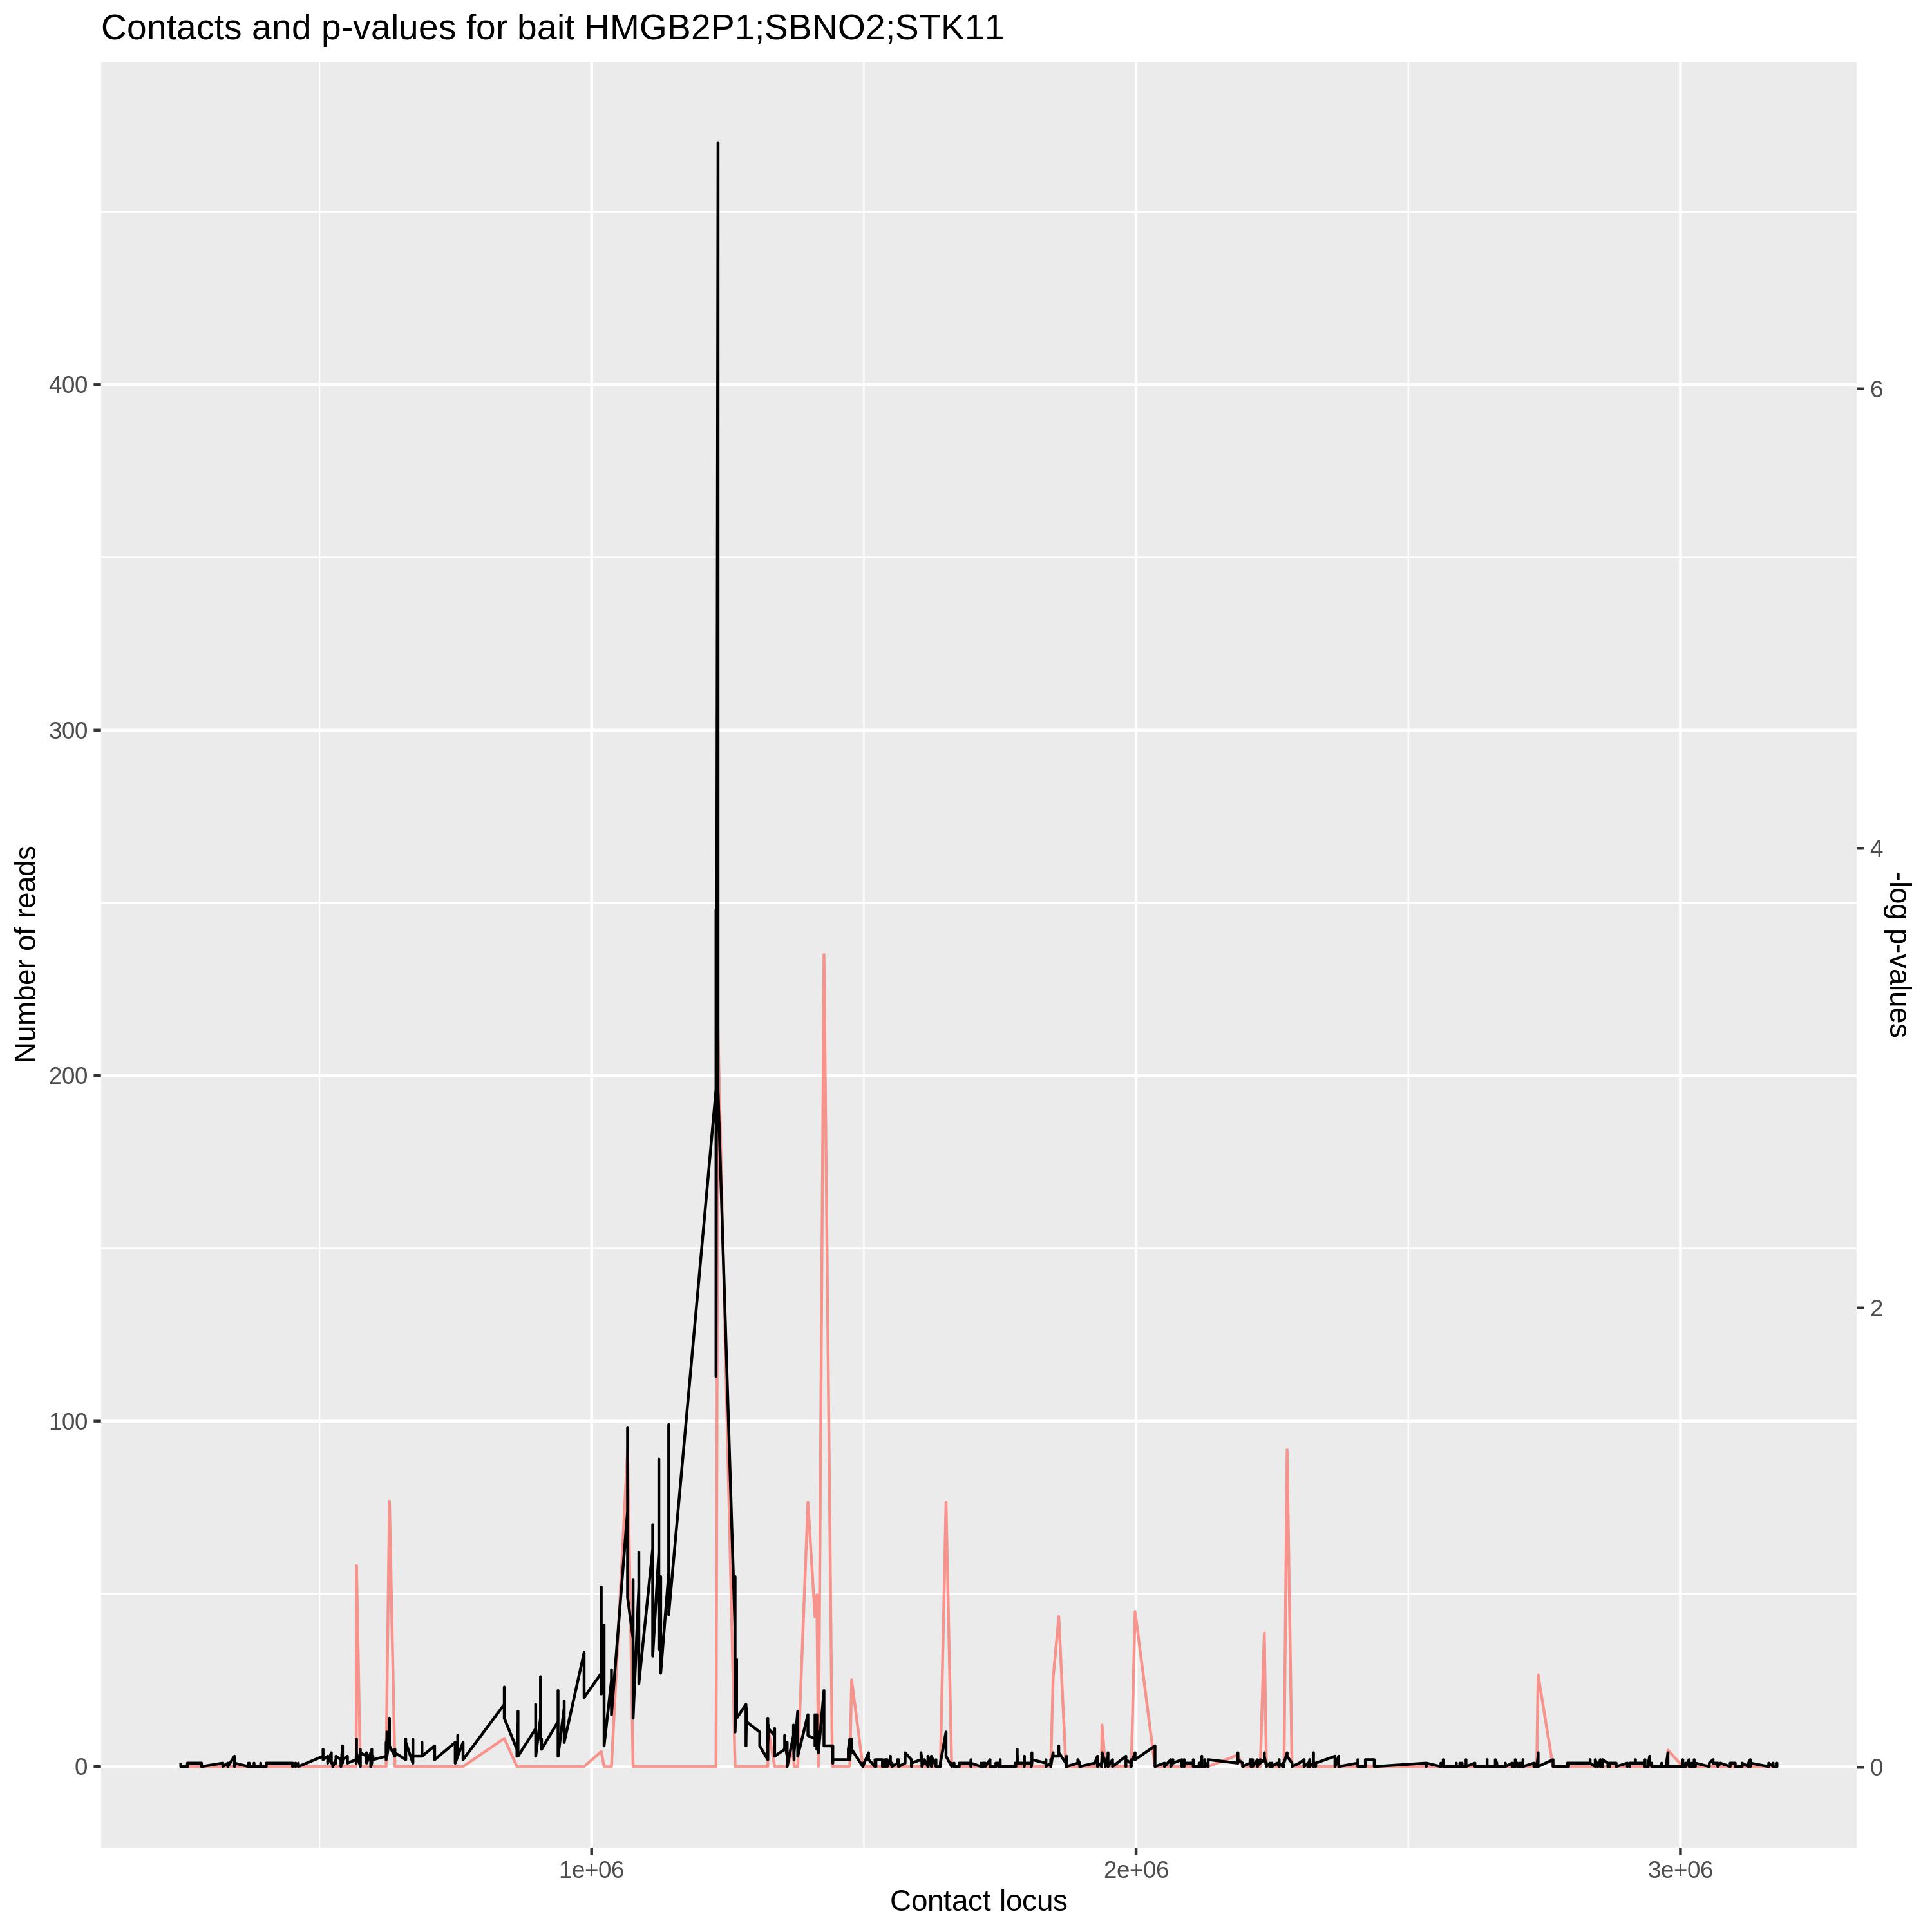 Contacts and p-values for bait HMGB2P1;SBNO2;STK11
400
300
200
100
0
Number of reads
6
4
2
0
-log p-values
1e+06
2e+06
3e+06
Contact locus